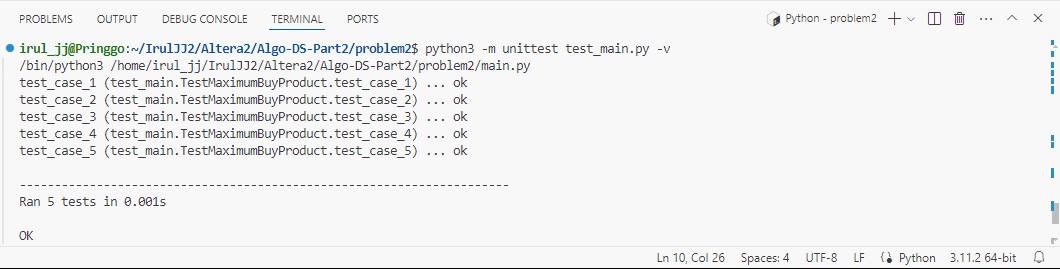 PROBLEMS OUTPUT DEBUG CONSOLE TERMINAL PORTS Python - problem2
irul_jj@Pringgo:~/IrulJJ2/Altera2/Algo-DS-Part2/problem2$ python3 -m unittest test_main.py -v
/bin/python3 /home/irul_jj/IrulJJ2/Altera2/Algo-DS-Part2/problem2/main.py
test_case_1 (test_main.TestMaximumBuyProduct.test_case_1) ... ok
test_case_2 (test_main.TestMaximumBuyProduct.test_case_2) ... ok
test_case_3 (test_main.TestMaximumBuyProduct.test_case_3) ... ok
test_case_4 (test_main.TestMaximumBuyProduct.test_case_4) ... ok
test_case_5 (test_main.TestMaximumBuyProduct.test_case_5) ... ok
----------------------------------------------------------------------
Ran 5 tests in 0.001s
OK
Ln 10, Col 26 Spaces: 4 UTF-8 LF Python 3.11.2 64-bit